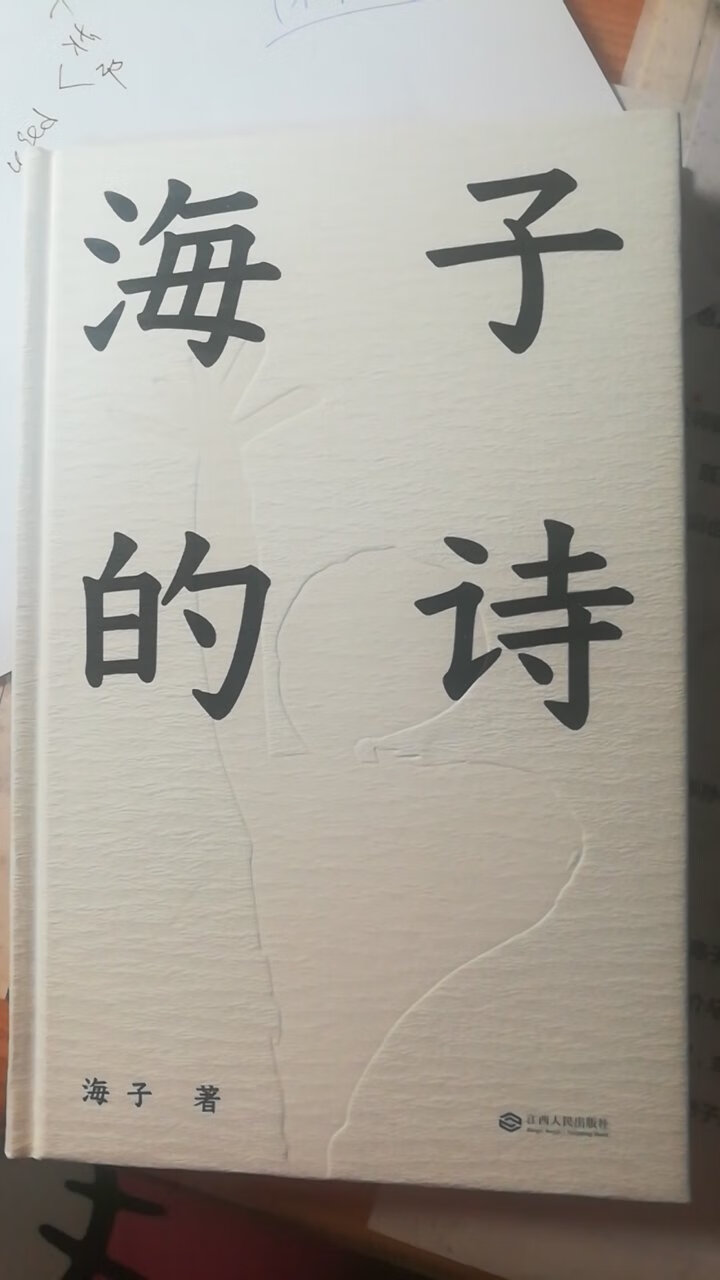 海子
的诗
海子 著
江西人民出版社